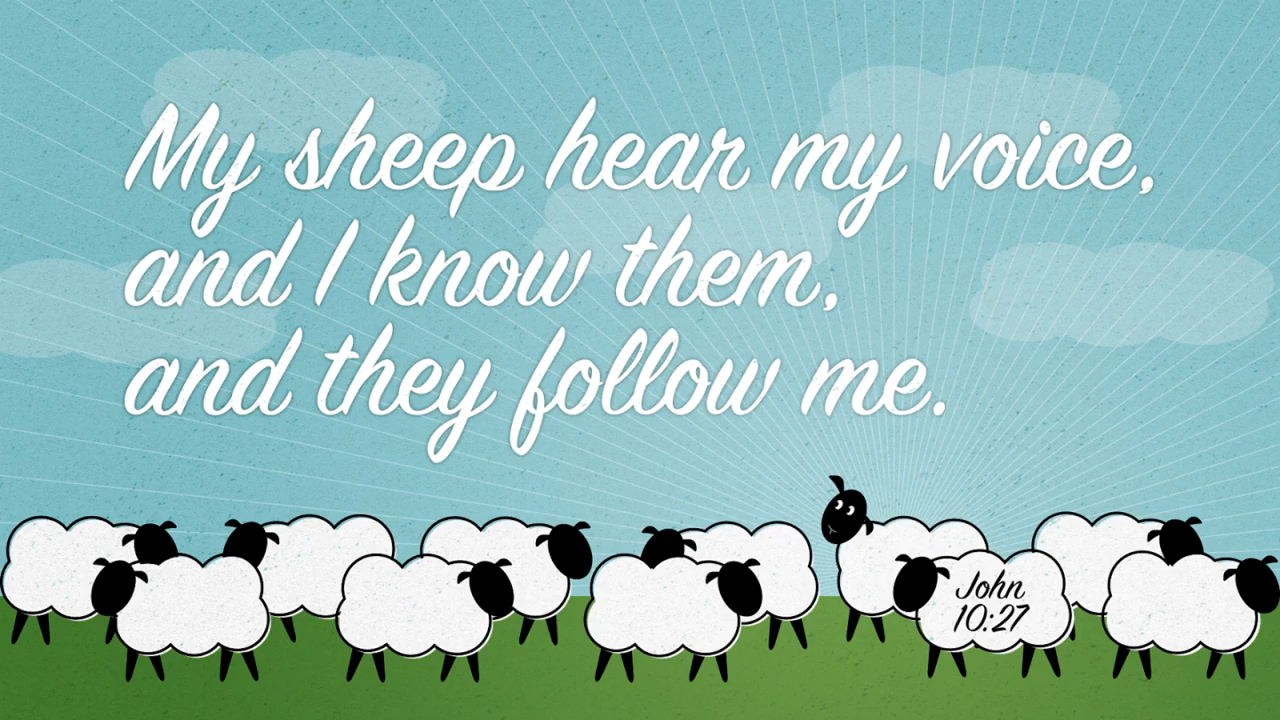 My sheep hear my voice,
and I know them,
and they follow me.
John
10:27